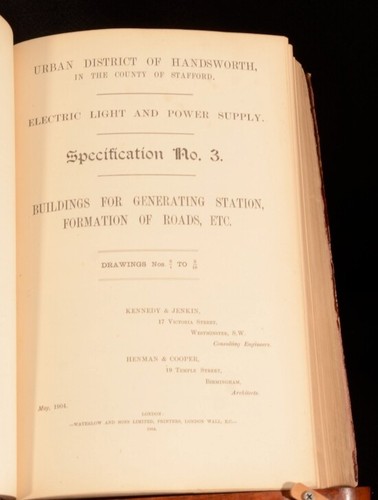 URBAN DISTRICT OF HANDSWORTH,
IN THE COUNTY OF STAFFORD.
ELECTRIC LIGHT AND POWER SUPPLY.
Specification No. 3.
BUILDINGS FOR GENERATING STATION,
FORMATION OF ROADS, ETC.
DRAWINGS Nos TO
KENNEDY & JENKIN,
17 VICTORIA STREET,
WESTMINSTER, S.W.
Consulting Engineers.
HENMAN & COOPER,
19 TEMPLE STREET,
BIRMINGHAM,
Architects.
May, 1904.
LONDON:
WATERLOW AND SONS LIMITED, PRINTERS, LONDON WALL, E.C.
1904.